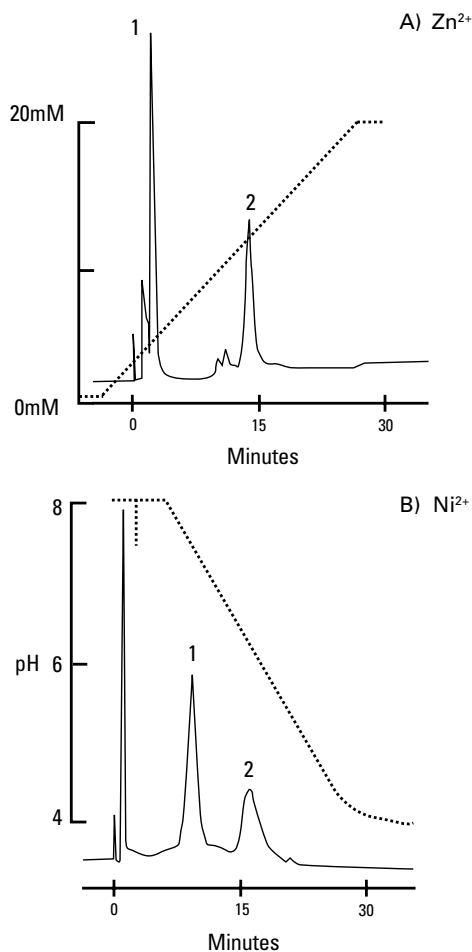 A) Zn²⁺
1
20mM
2
0mM
0 15 30
Minutes
B) Ni²⁺
8
pH 6
1
2
4
0 15 30
Minutes